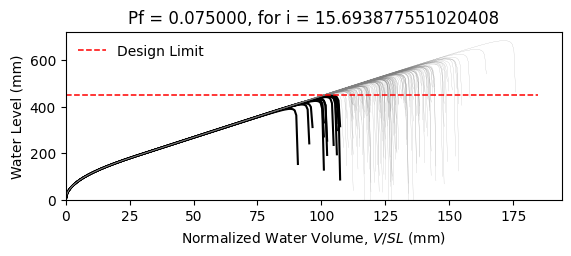 Pf = 0.075000, for i = 15.693877551020408
Water Level (mm)
600
400
200
0
Design Limit
0 25 50 75 100 125 150 175
Normalized Water Volume, V/SL (mm)